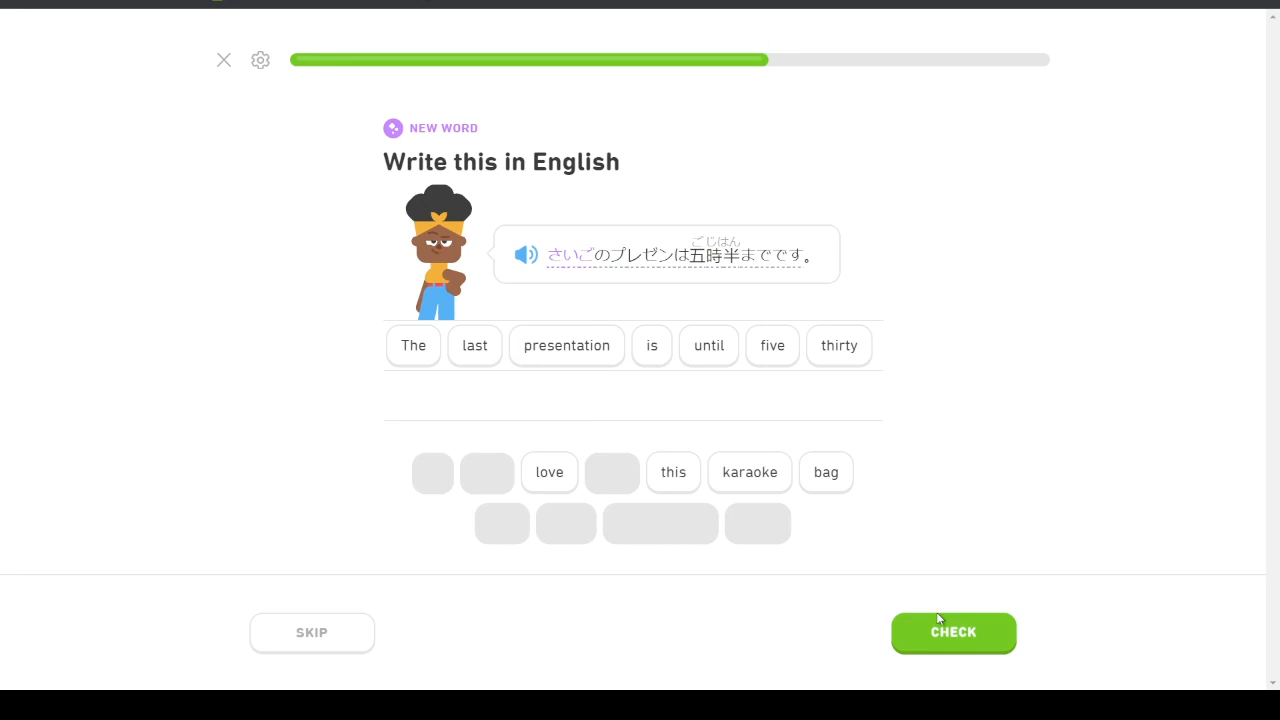 NEW WORD
Write this in English
ごじはん
さいごのプレゼンは五時半までです。
The last presentation is until five thirty
love this karaoke bag
SKIP CHECK